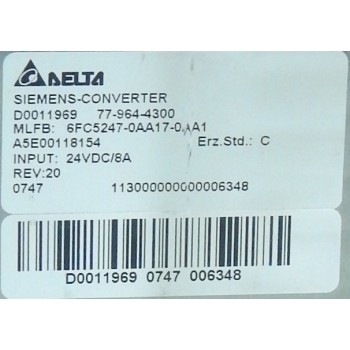 DELTA
SIEMENS-CONVERTER
D0011969 77-964-4300
MLFB: 6FC5247-0AA17-0AA1
A5E00118154 Erz.Std.: C
INPUT: 24VDC/8A
REV:20
0747 113000000000006348
D0011969 0747 006348